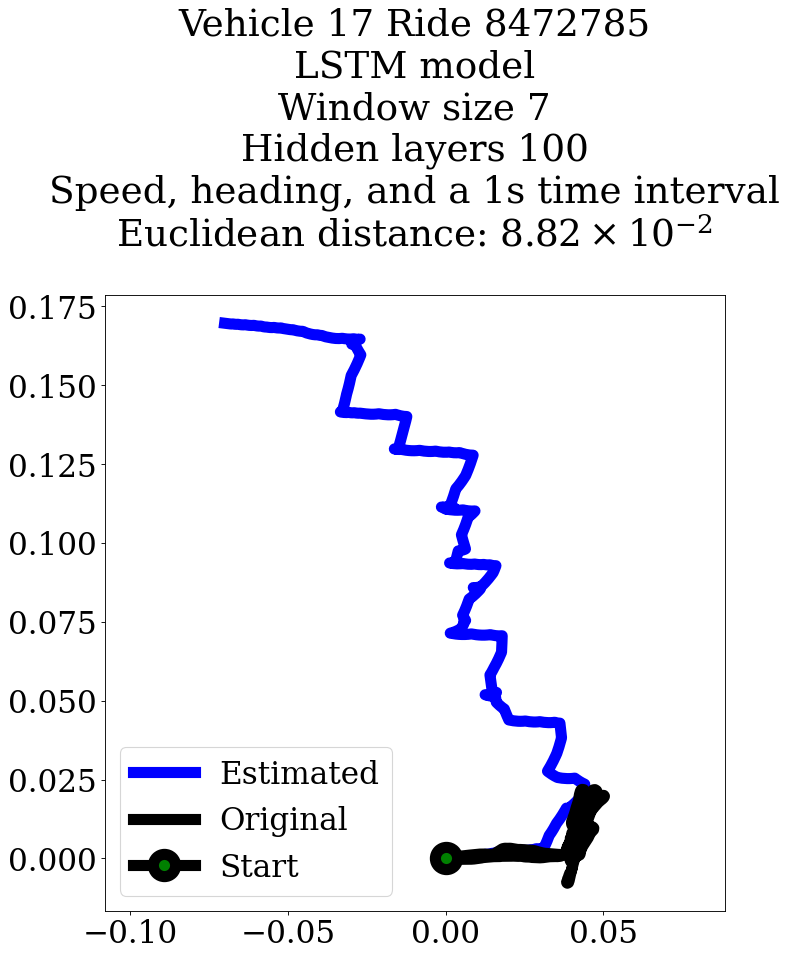 Vehicle 17 Ride 8472785
LSTM model
Window size 7
Hidden layers 100
Speed, heading, and a 1s time interval
Euclidean distance: 8.82 × 10⁻²
0.175
0.150
0.125
0.100
0.075
0.050
0.025
0.000
Estimated
Original
Start
−0.10 −0.05 0.00 0.05